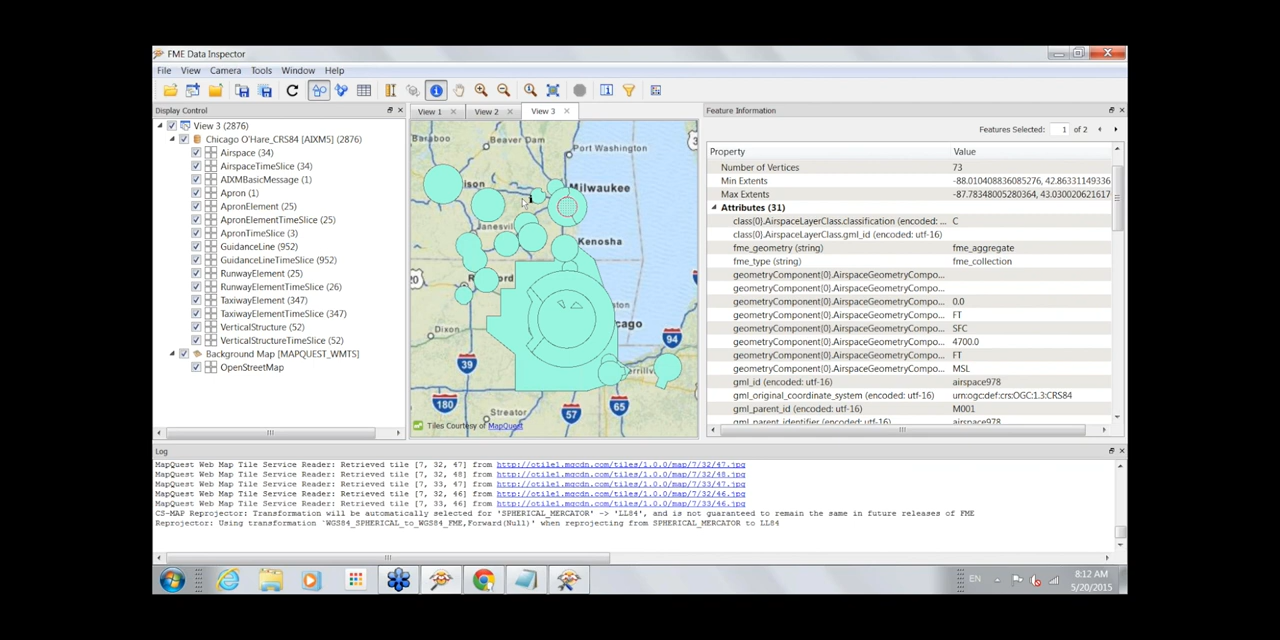 FME Data Inspector
File View Camera Tools Window Help
Display Control
View 1 View 2 View 3
Feature Information
View 3 (2876)
Chicago O'Hare_CRS84 [AIXM5] (2876)
Airspace (34)
AirspaceTimeSlice (34)
AIXMBasicMessage (1)
Apron (1)
ApronElement (25)
ApronElementTimeSlice (25)
ApronTimeSlice (3)
GuidanceLine (952)
GuidanceLineTimeSlice (952)
RunwayElement (25)
RunwayElementTimeSlice (26)
TaxiwayElement (347)
TaxiwayElementTimeSlice (347)
VerticalStructure (52)
VerticalStructureTimeSlice (52)
Background Map [MAPQUEST_WMTS]
OpenStreetMap
Baraboo
Beaver Dam
Port Washington
ison
Milwaukee
Janesvil
Kenosha
ord
ston
cago
Dixon
94
39
errillv
180
Streator
57
65
Tiles Courtesy of MapQuest
Features Selected: 1 of 2
Property Value
Number of Vertices 73
Min Extents -88.010408836085276, 42.86331149336
Max Extents -87.7834800528036­4, 43.0300206216­17
Attributes (31)
class(0).AirspaceLayerClass.classification (encoded: ... C
class(0).AirspaceLayerClass.gml_id (encoded: utf-16)
fme_geometry (string) fme_aggregate
fme_type (string) fme_collection
geometryComponent(0).AirspaceGeometryCompo...
geometryComponent(0).AirspaceGeometryCompo...
geometryComponent(0).AirspaceGeometryCompo... 0.0
geometryComponent(0).AirspaceGeometryCompo... FT
geometryComponent(0).AirspaceGeometryCompo... SFC
geometryComponent(0).AirspaceGeometryCompo... 4700.0
geometryComponent(0).AirspaceGeometryCompo... FT
geometryComponent(0).AirspaceGeometryCompo... MSL
gml_id (encoded: utf-16) airspace978
gml_original_coordinate_system (encoded: utf-16) urn:ogc:def:crs:OGC:1.3:CRS84
gml_parent_id (encoded: utf-16) M001
gml_parent_identifier (encoded: utf-16) airspace978
Log
MapQuest Web Map Tile Service Reader: Retrieved tile [7, 32, 47] from http://otile1.mqcdn.com/tiles/1.0.0/map/7/32/47.jpg
MapQuest Web Map Tile Service Reader: Retrieved tile [7, 32, 48] from http://otile1.mqcdn.com/tiles/1.0.0/map/7/32/48.jpg
MapQuest Web Map Tile Service Reader: Retrieved tile [7, 33, 47] from http://otile1.mqcdn.com/tiles/1.0.0/map/7/33/47.jpg
MapQuest Web Map Tile Service Reader: Retrieved tile [7, 32, 46] from http://otile1.mqcdn.com/tiles/1.0.0/map/7/32/46.jpg
MapQuest Web Map Tile Service Reader: Retrieved tile [7, 33, 46] from http://otile1.mqcdn.com/tiles/1.0.0/map/7/33/46.jpg
CS-MAP Reprojector: Transformation will be automatically selected for 'SPHERICAL_MERCATOR' -> 'LL84', and is not guaranteed to remain the same in future releases of FME
Reprojector: Using transformation `WGS84_SPHERICAL_to_WGS84_FME,Forward(Null)' when reprojecting from SPHERICAL_MERCATOR to LL84
EN
8:12 AM
5/20/2015